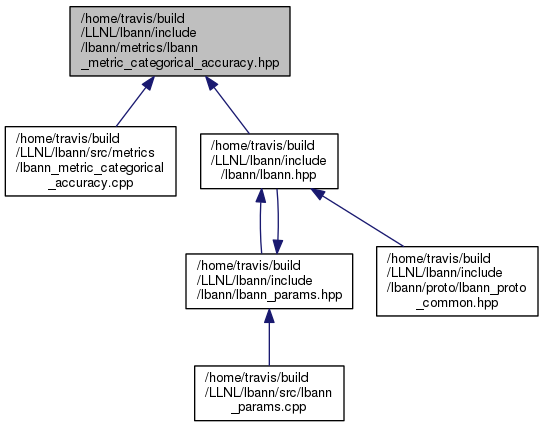 /home/travis/build
/LLNL/lbann/include
/lbann/metrics/lbann
_metric_categorical_accuracy.hpp
/home/travis/build
/LLNL/lbann/src/metrics
/lbann_metric_categorical
_accuracy.cpp
/home/travis/build
/LLNL/lbann/include
/lbann/lbann.hpp
/home/travis/build
/LLNL/lbann/include
/lbann/lbann_params.hpp
/home/travis/build
/LLNL/lbann/include
/lbann/proto/lbann_proto
_common.hpp
/home/travis/build
/LLNL/lbann/src/lbann
_params.cpp